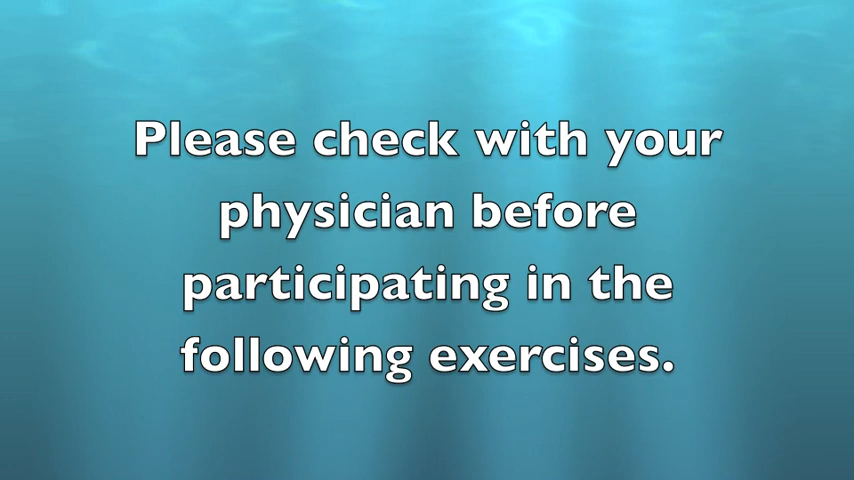 Please check with your
physician before
participating in the
following exercises.